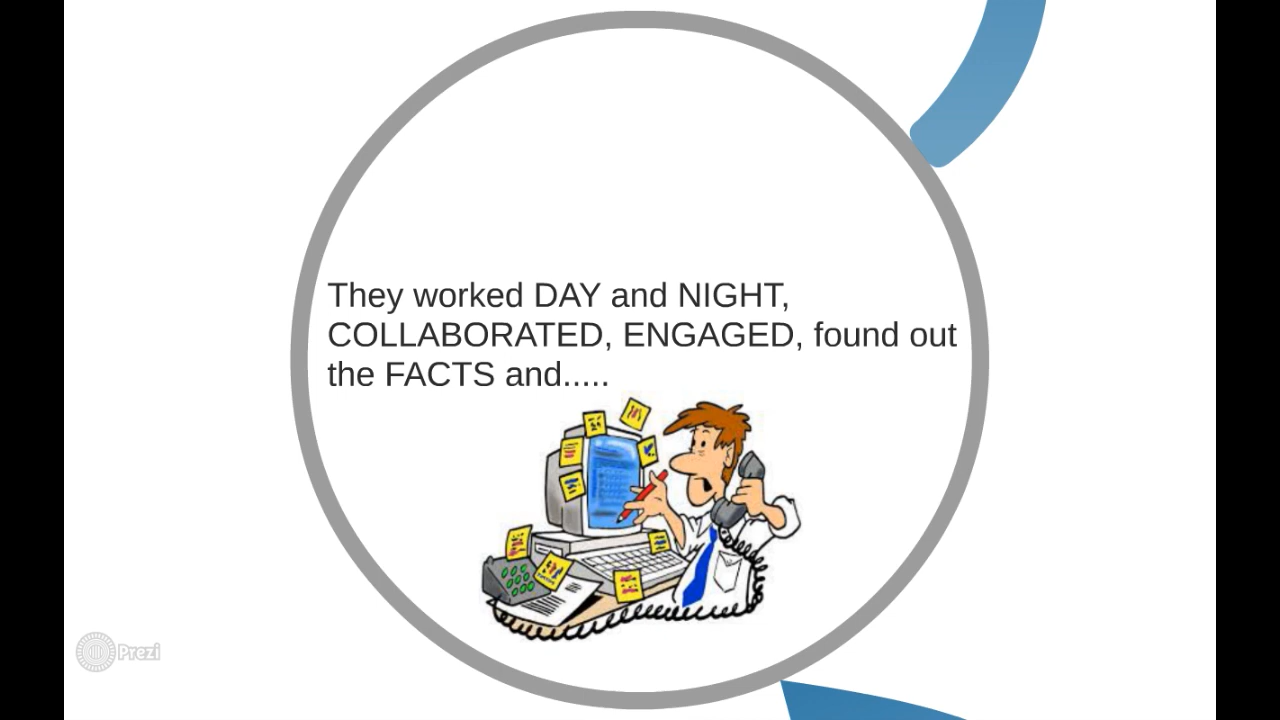 They worked DAY and NIGHT,
COLLABORATED, ENGAGED, found out
the FACTS and.....
Prezi